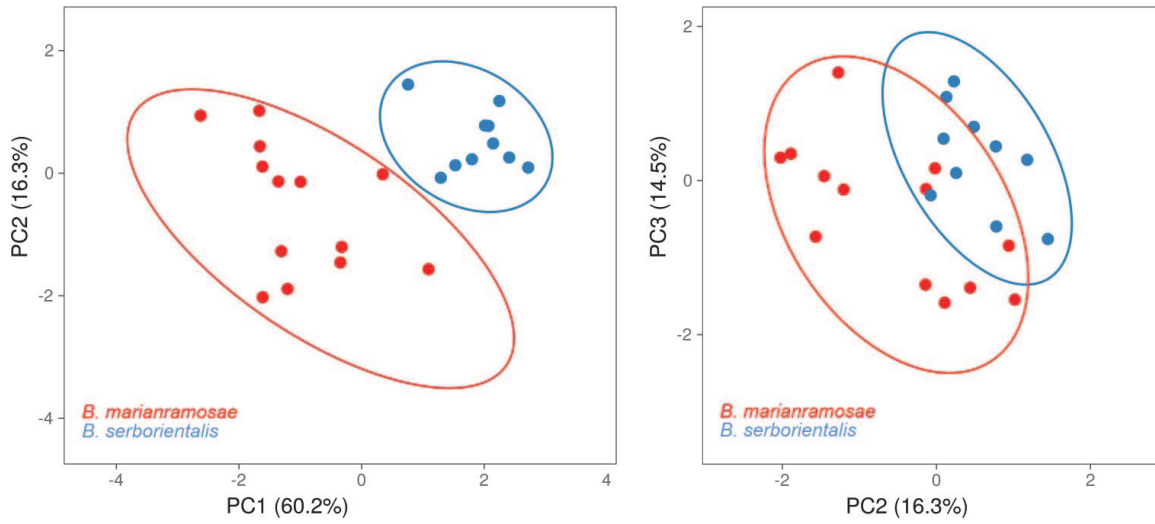 2
0
-2
-4
PC2 (16.3%)
-4
-2
0
2
4
PC1 (60.2%)
B. marianramosae
B. serborientalis
2
0
-2
PC3 (14.5%)
-2
0
2
PC2 (16.3%)
B. marianramosae
B. serborientalis